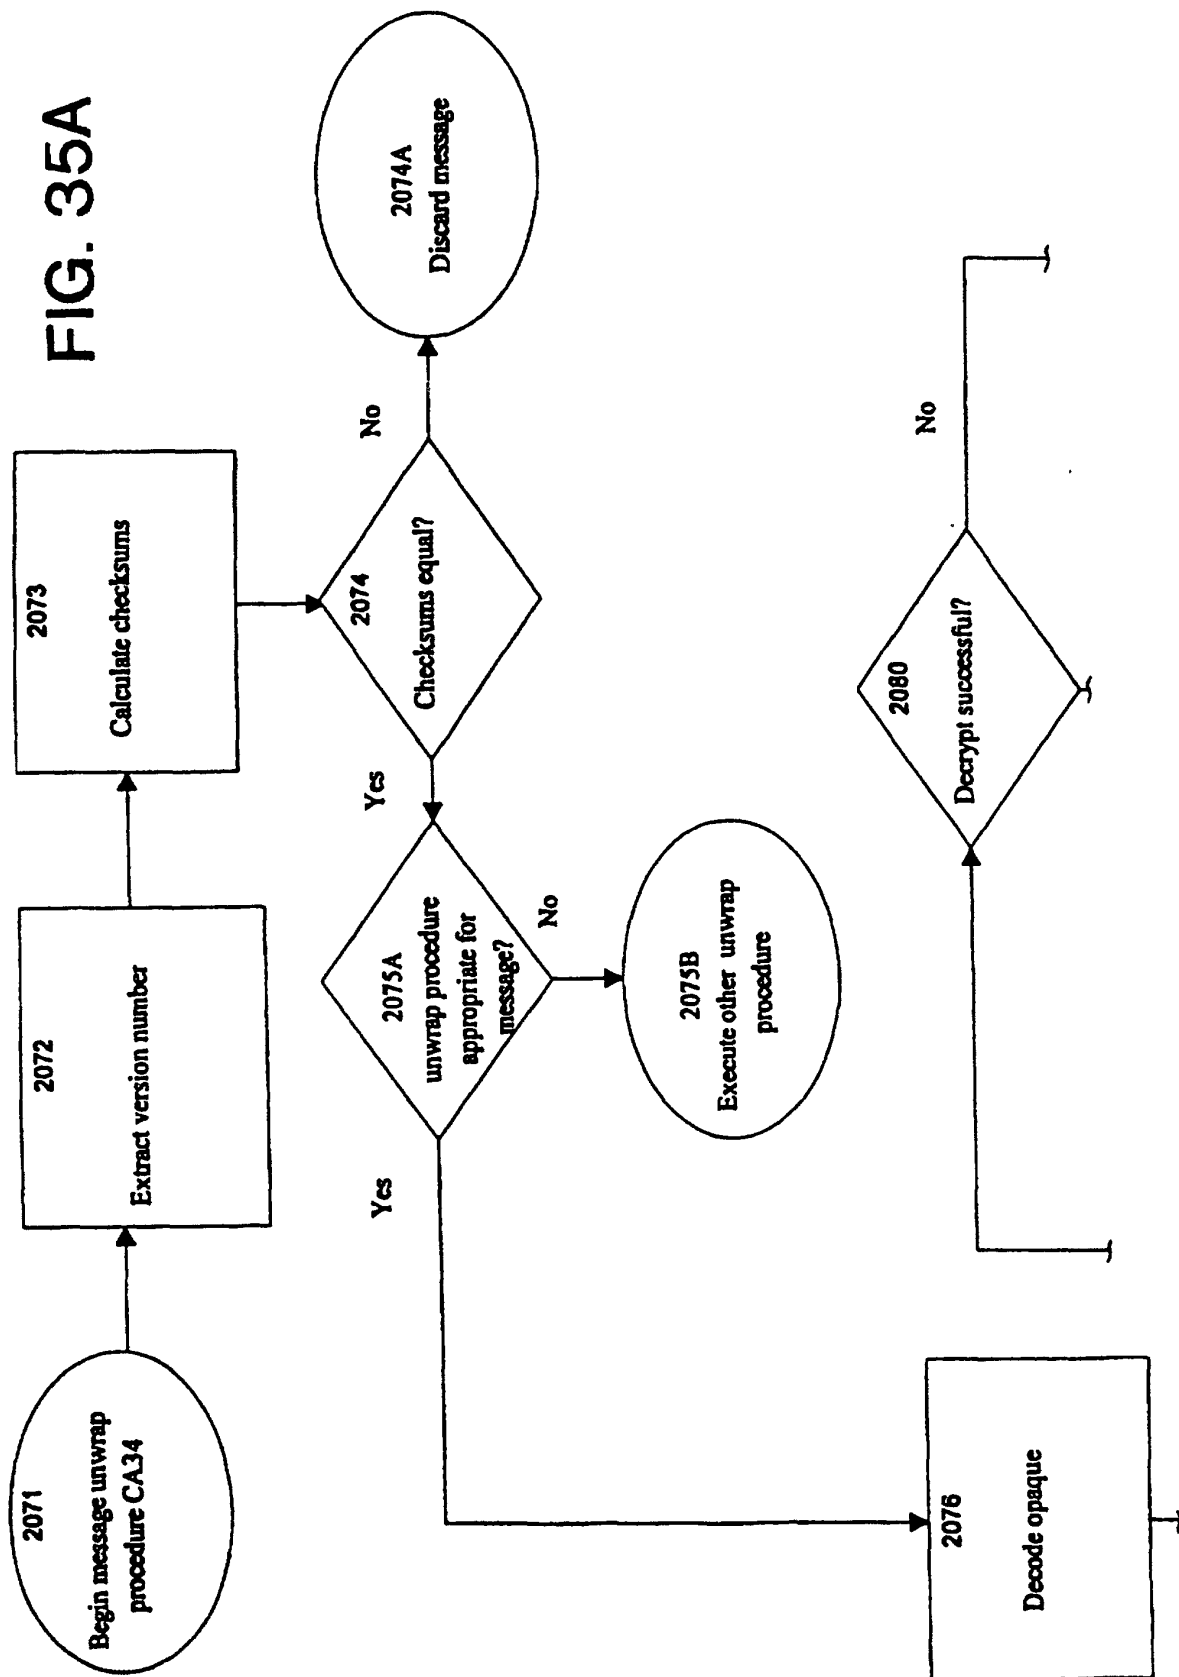 FIG. 35A
2071
Begin message unwrap
procedure CA34
2072
Extract version number
2073
Calculate checksums
2074
Checksums equal?
No
2074A
Discard message
Yes
2075A
unwrap procedure
appropriate for
message?
No
2075B
Execute other unwrap
procedure
Yes
2076
Decode opaque
2080
Decrypt successful?
No